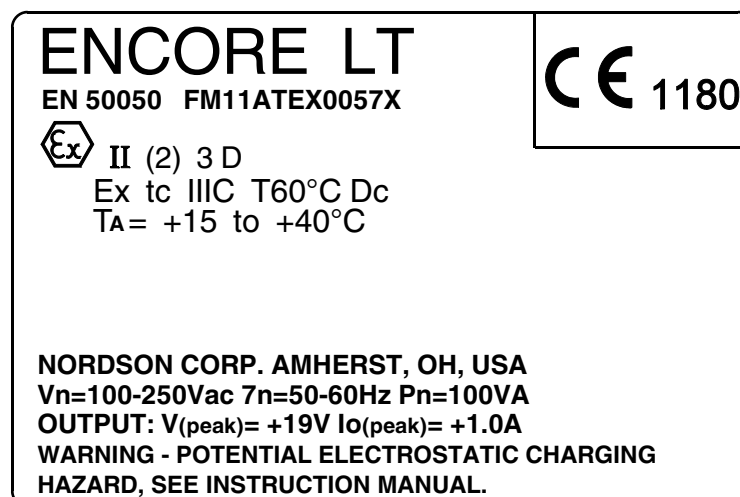 ENCORE LT
EN 50050 FM11ATEX0057X
CE 1180
Ex II (2) 3 D
Ex tc IIIC T60°C Dc
TA= +15 to +40°C
NORDSON CORP. AMHERST, OH, USA
Vn=100-250Vac 7n=50-60Hz Pn=100VA
OUTPUT: V(peak)= +19V Io(peak)= +1.0A
WARNING - POTENTIAL ELECTROSTATIC CHARGING
HAZARD, SEE INSTRUCTION MANUAL.